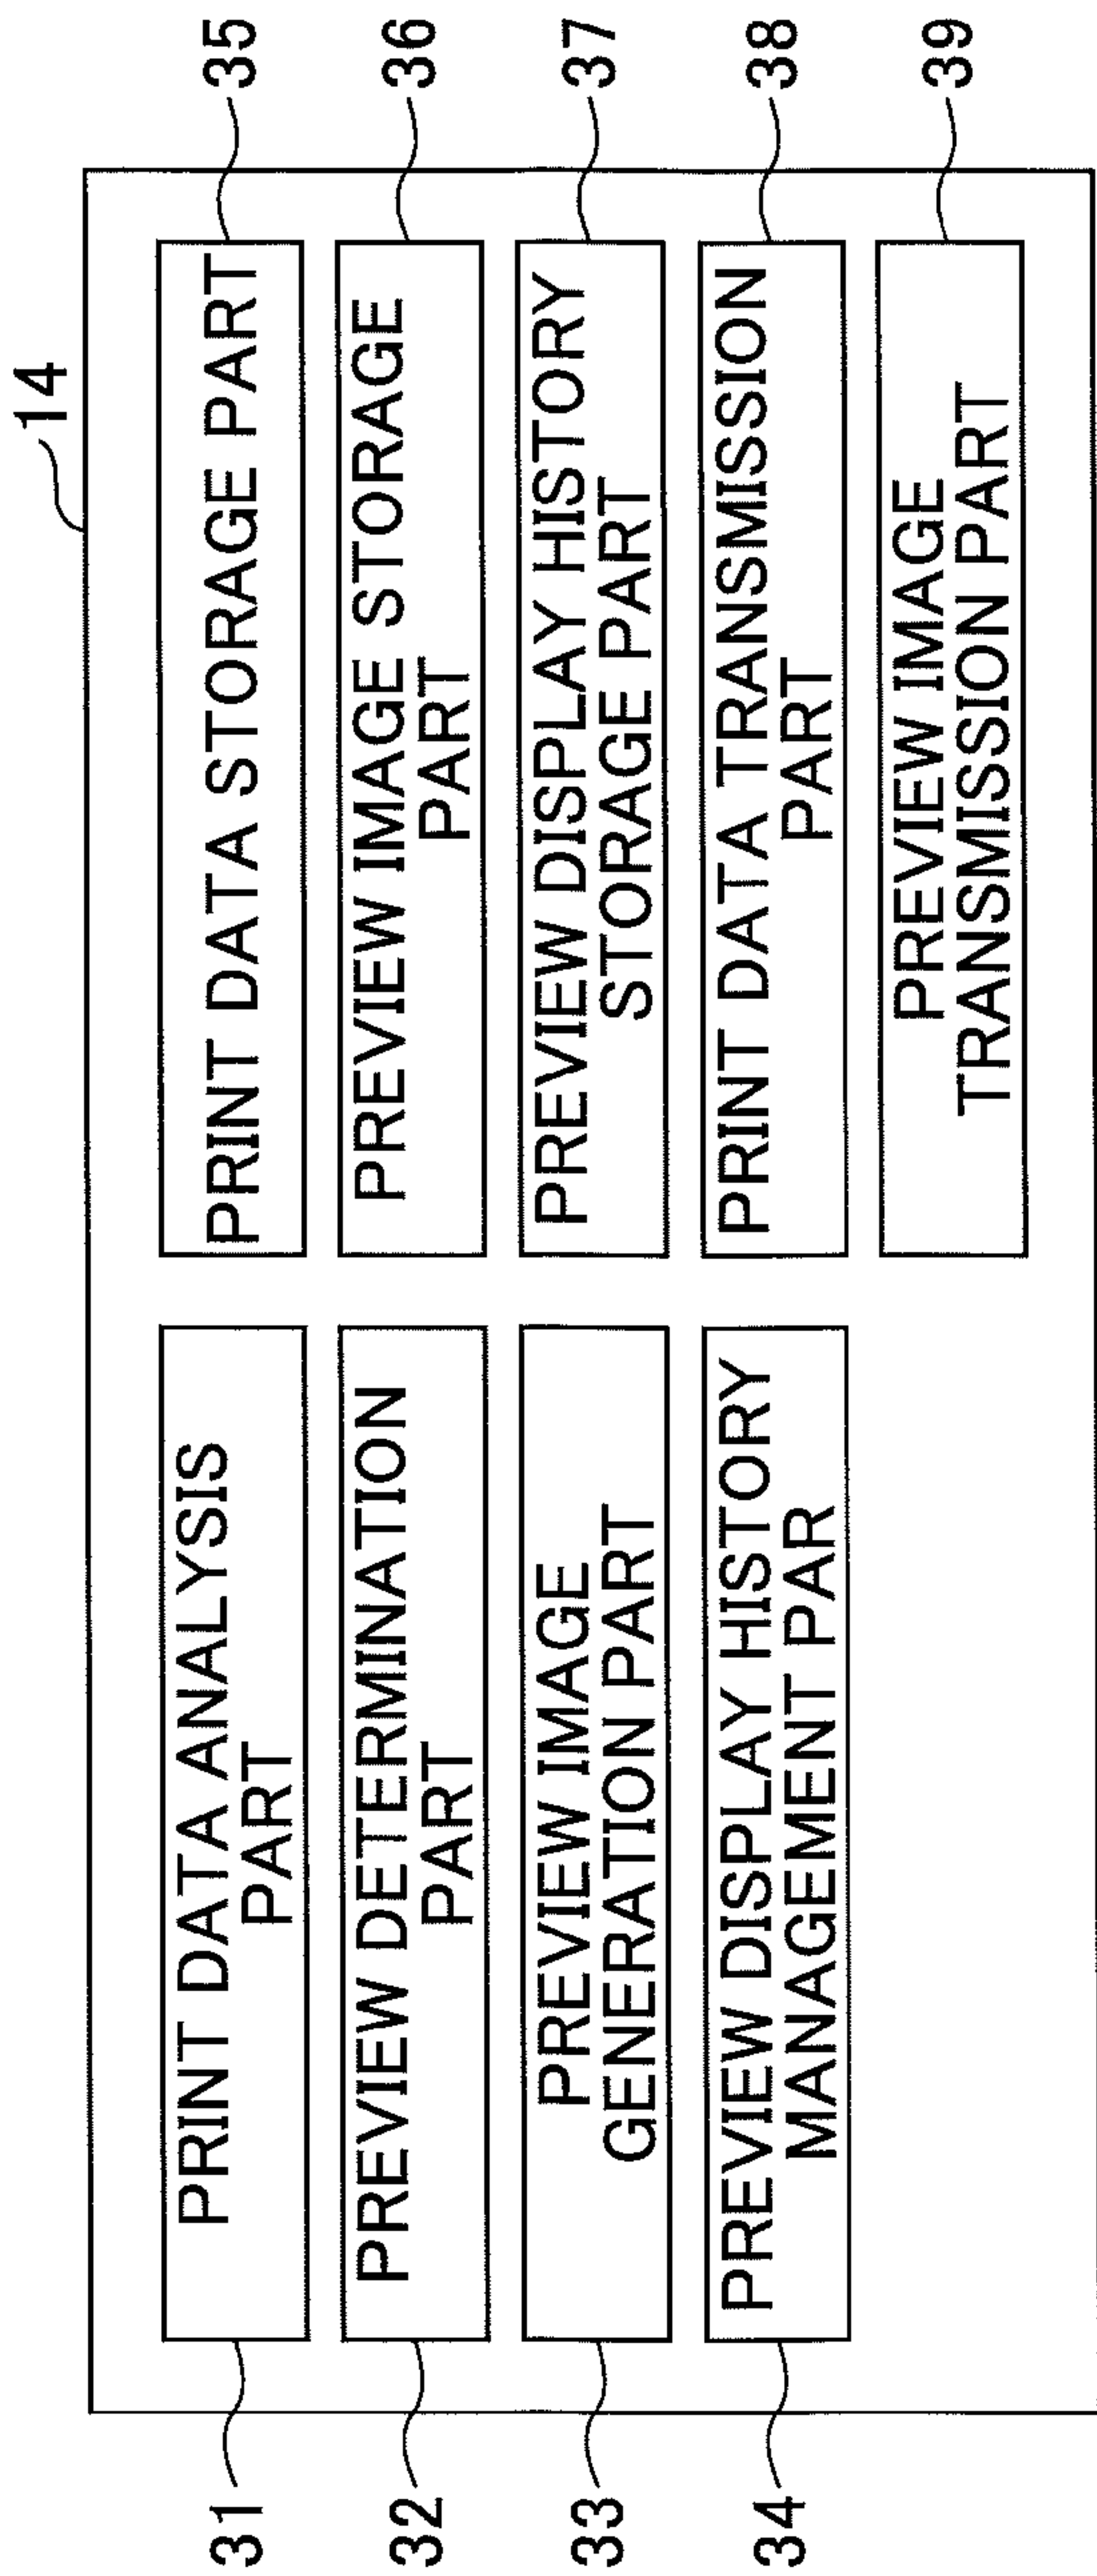 14
31
PRINT DATA ANALYSIS
PART
32
PREVIEW DETERMINATION
PART
33
PREVIEW IMAGE
GENERATION PART
34
PREVIEW DISPLAY HISTORY
MANAGEMENT PAR
PRINT DATA STORAGE PART
35
PREVIEW IMAGE STORAGE
PART
36
PREVIEW DISPLAY HISTORY
STORAGE PART
37
PRINT DATA TRANSMISSION
PART
38
PREVIEW IMAGE
TRANSMISSION PART
39